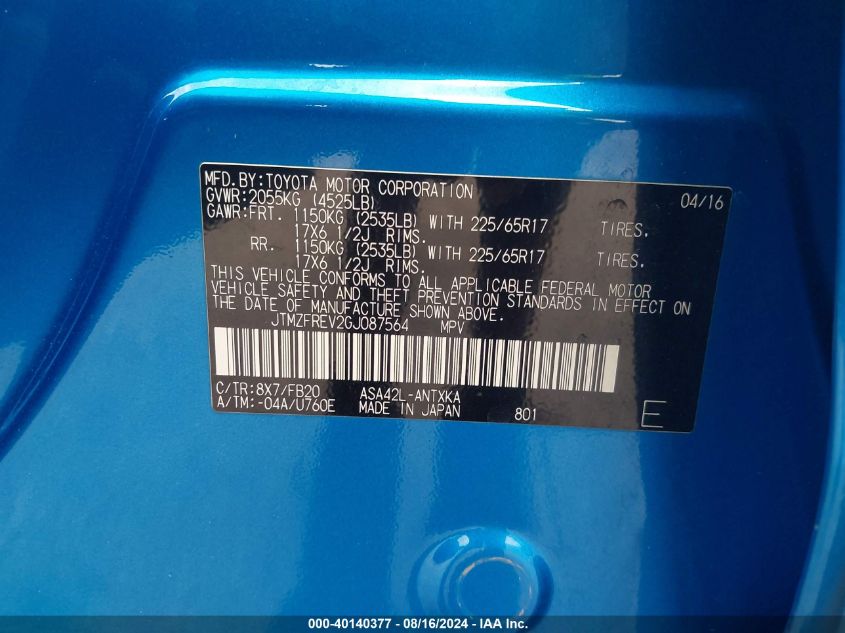 MFD.BY:TOYOTA MOTOR CORPORATION 04/16
GVWR:2055KG (4525LB)
GAWR:FRT. 1150KG (2535LB) WITH 225/65R17 TIRES.
17X6 1/2J RIMS.
RR. 1150KG (2535LB) WITH 225/65R17 TIRES.
17X6 1/2J RIMS.
THIS VEHICLE CONFORMS TO ALL APPLICABLE FEDERAL MOTOR
VEHICLE SAFETY AND THEFT PREVENTION STANDARDS IN EFFECT ON
THE DATE OF MANUFACTURE SHOWN ABOVE.
JTMZFREV2GJ087564 MPV
C/TR:8X7/FB20 ASA42L-ANTXKA
A/TM:-04A/U760E MADE IN JAPAN 801 E
000-40140377 - 08/16/2024 - IAA Inc.